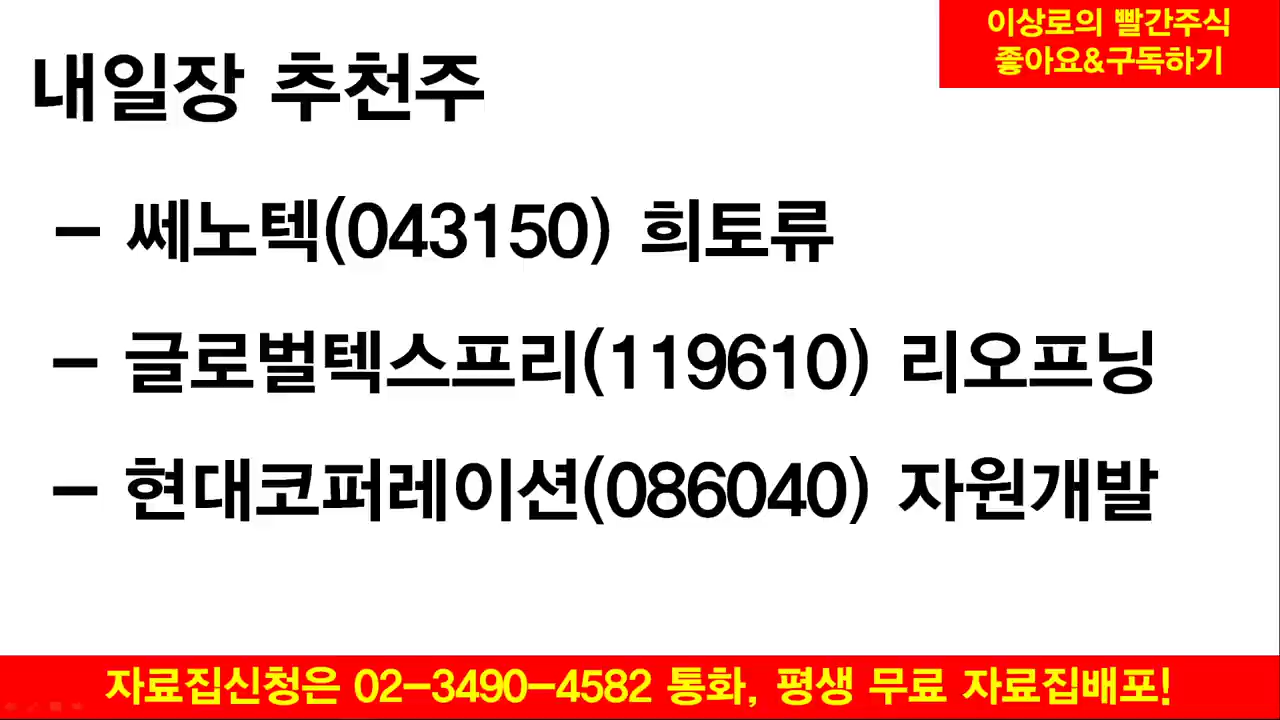 이상로의 빨간주식
좋아요&구독하기
내일장 추천주
- 쎄노텍(043150) 희토류
- 글로벌텍스프리(119610) 리오프닝
- 현대코퍼레이션(086040) 자원개발
자료집신청은 02-3490-4582 통화, 평생 무료 자료집배포!